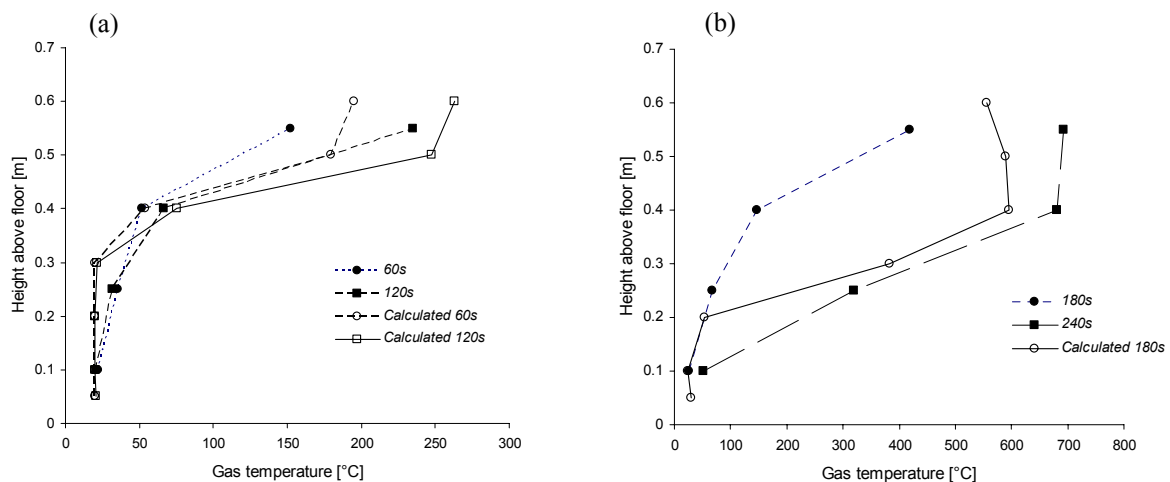 (a)
0.7
0.6
0.5
0.4
0.3
0.2
0.1
0
Height above floor [m]
0
50
100
150
200
250
300
Gas temperature [°C]
60s
120s
Calculated 60s
Calculated 120s
(b)
0.7
0.6
0.5
0.4
0.3
0.2
0.1
0
Height above floor [m]
0
100
200
300
400
500
600
700
800
Gas temperature [°C]
180s
240s
Calculated 180s